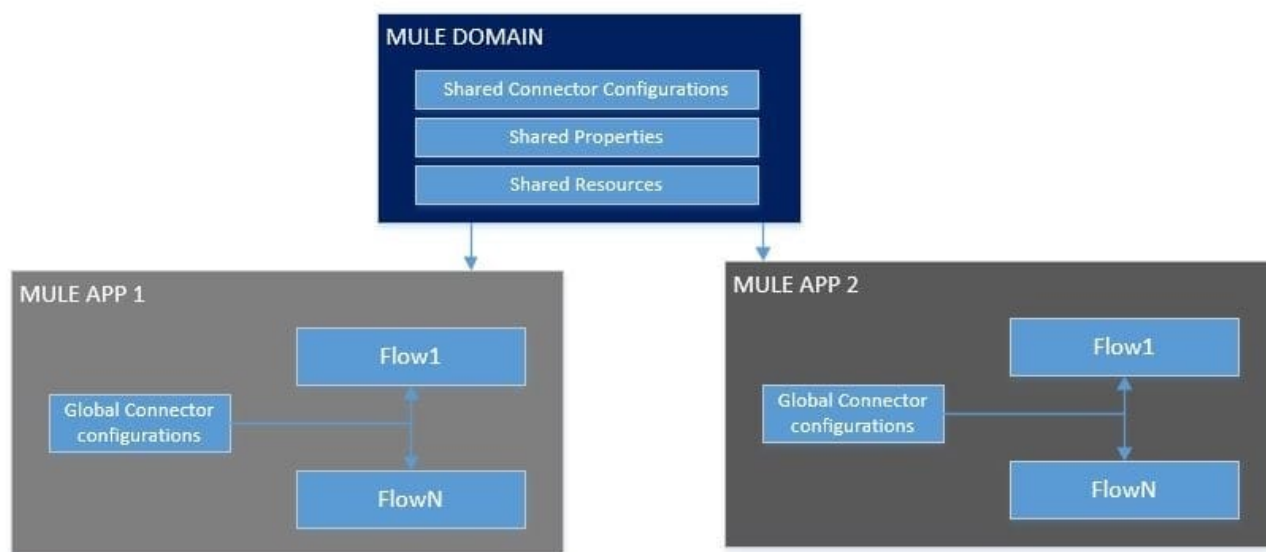 MULE DOMAIN
Shared Connector Configurations
Shared Properties
Shared Resources
MULE APP 1
Flow1
Global Connector
configurations
FlowN
MULE APP 2
Flow1
Global Connector
configurations
FlowN